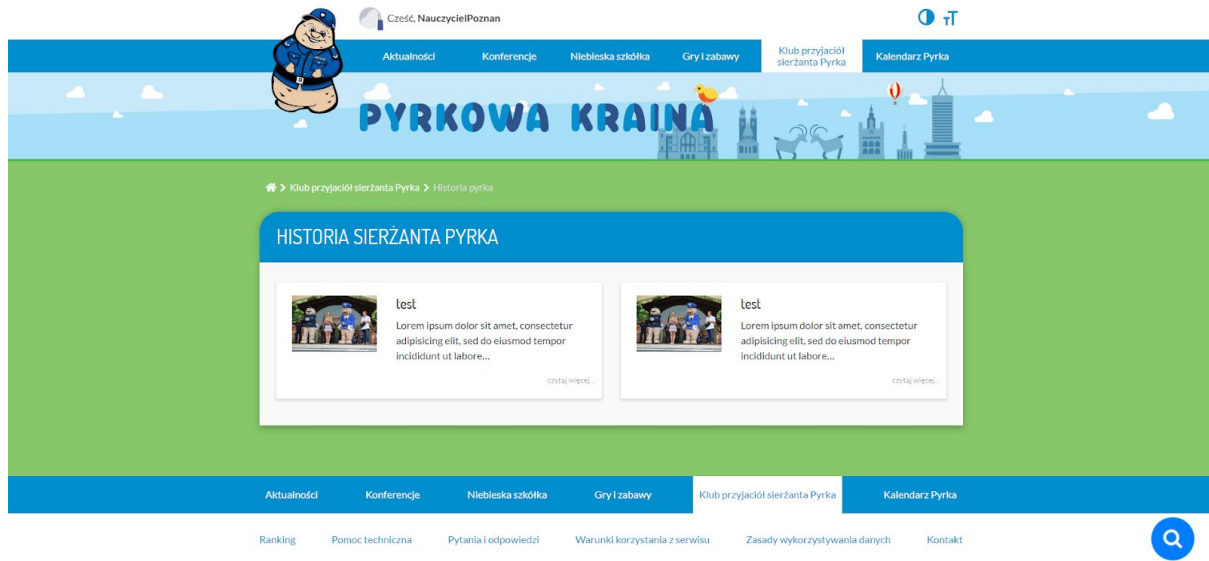 Cześć, NauczycielPoznan
Aktualności
Konferencje
Niebieska szkółka
Gry i zabawy
Klub przyjaciół
sierżanta Pyrka
Kalendarz Pyrka
PYRKOWA KRAINA
Klub przyjaciół sierżanta Pyrka > Historia pyrka
HISTORIA SIERŻANTA PYRKA
test
Lorem ipsum dolor sit amet, consectetur
adipisicing elit, sed do eiusmod tempor
incididunt ut labore...
czytaj więcej...
test
Lorem ipsum dolor sit amet, consectetur
adipisicing elit, sed do eiusmod tempor
incididunt ut labore...
czytaj więcej...
Aktualności
Konferencje
Niebieska szkółka
Gry i zabawy
Klub przyjaciół sierżanta Pyrka
Kalendarz Pyrka
Ranking
Pomoc techniczna
Pytania i odpowiedzi
Warunki korzystania z serwisu
Zasady wykorzystywania danych
Kontakt